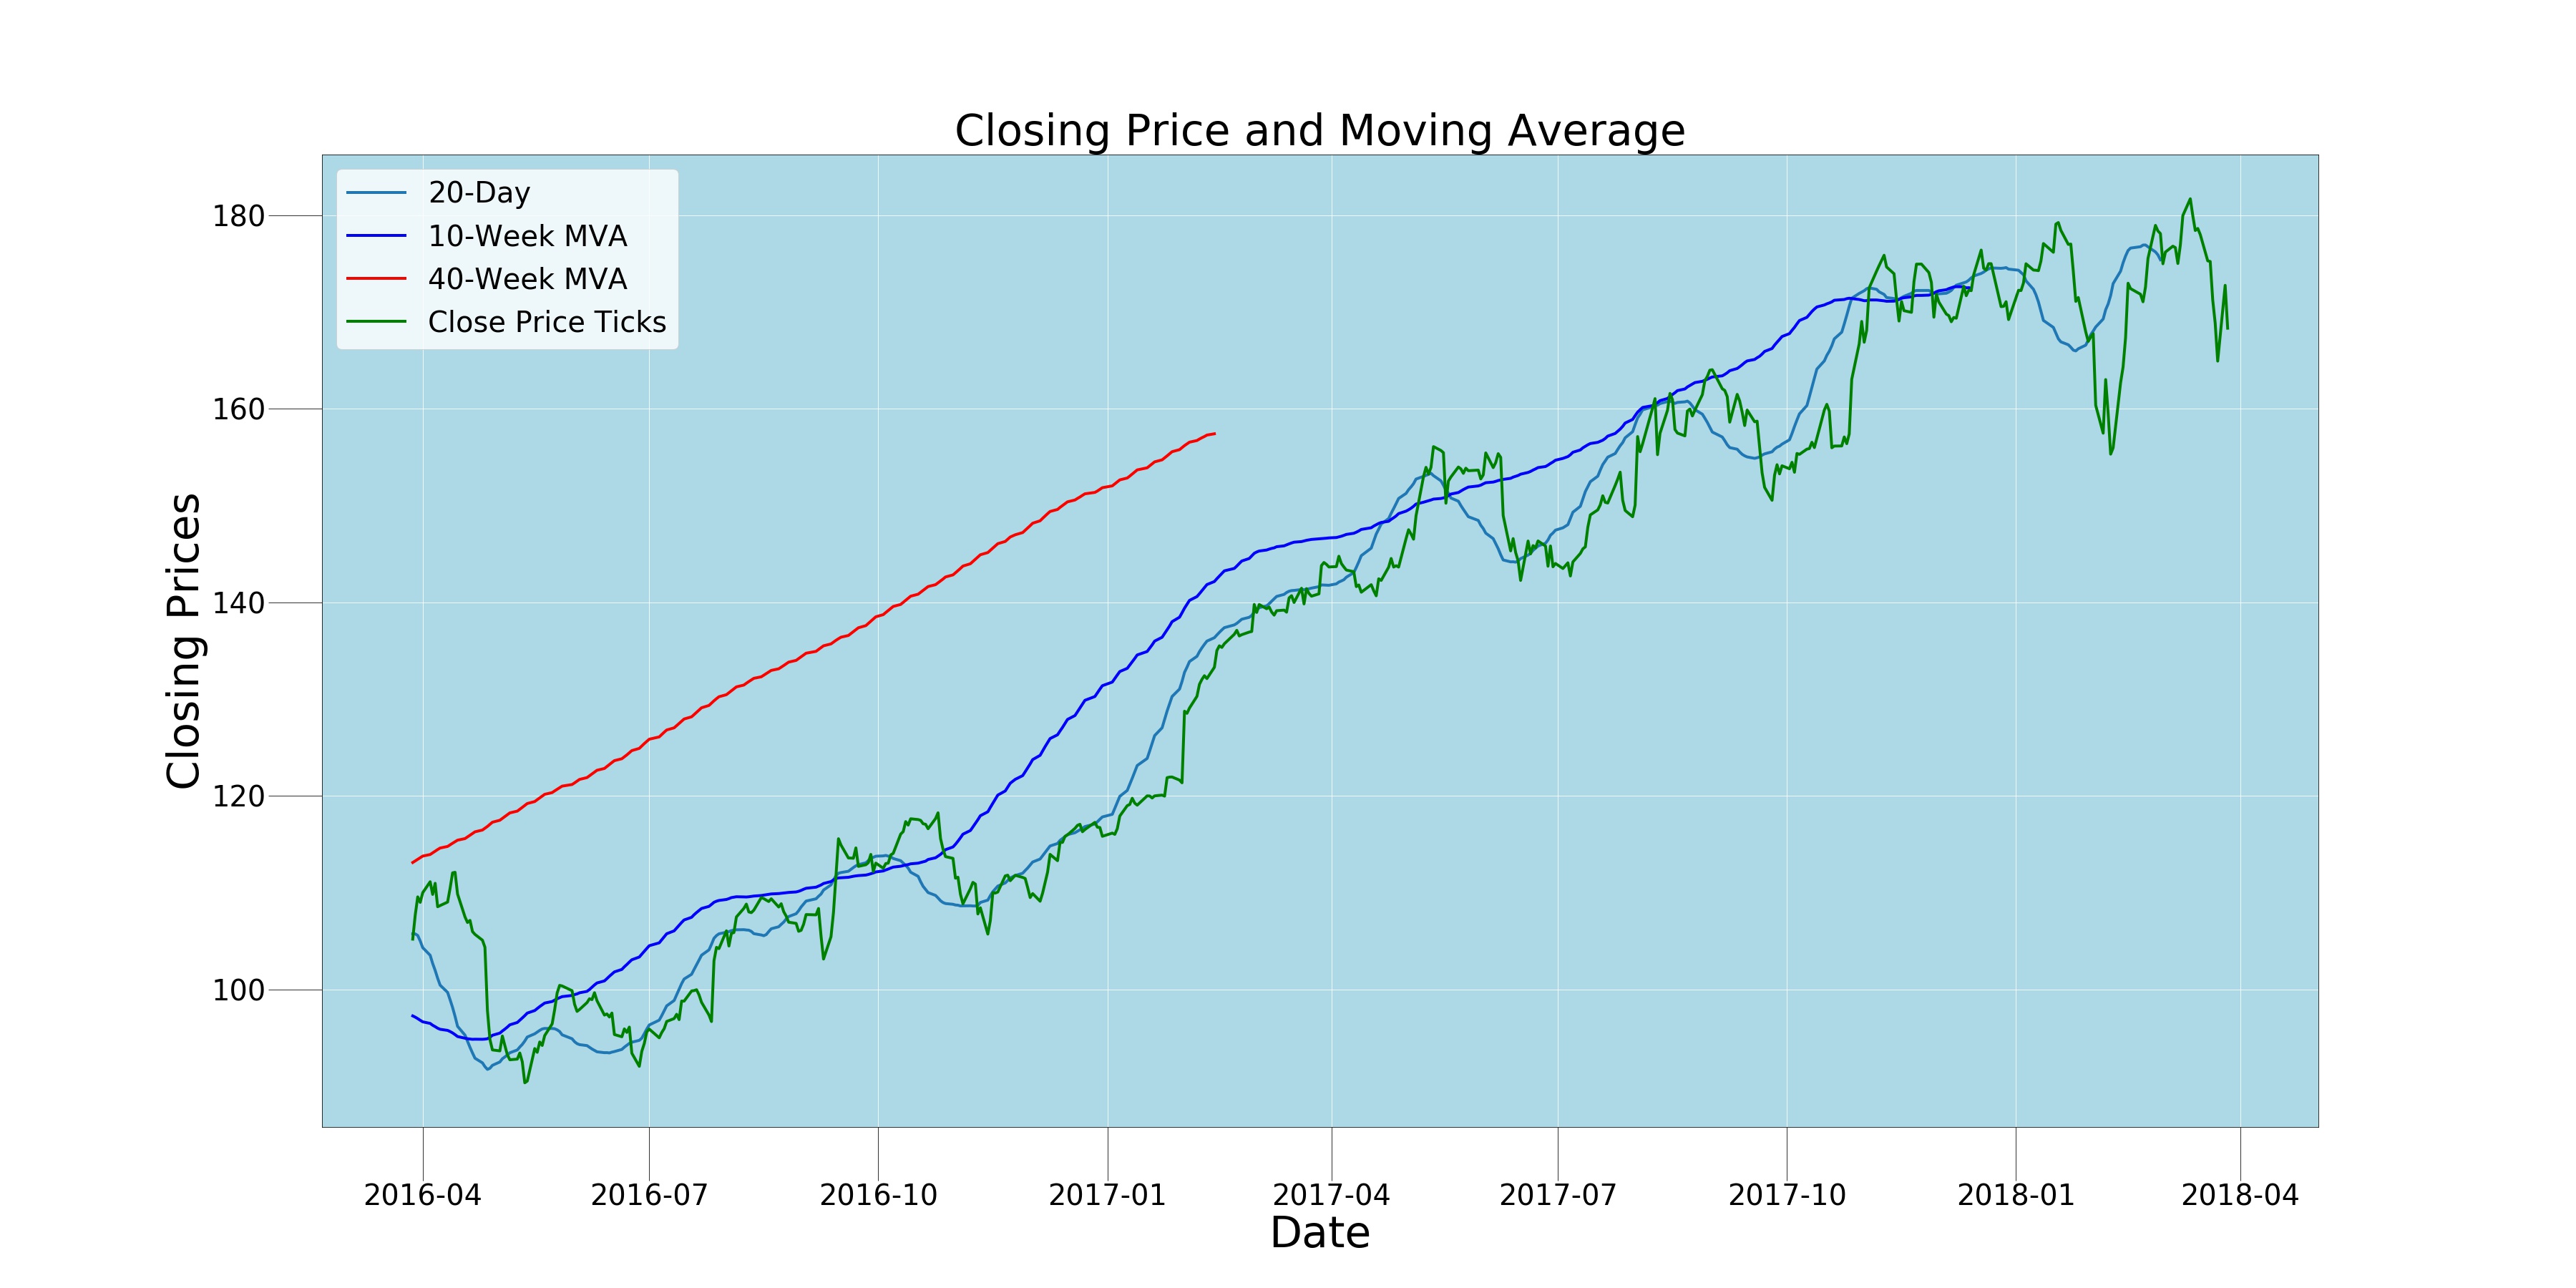 Closing Price and Moving Average
20-Day
10-Week MVA
40-Week MVA
Close Price Ticks
Closing Prices
180
160
140
120
100
2016-04 2016-07 2016-10 2017-01 2017-04 2017-07 2017-10 2018-01 2018-04
Date